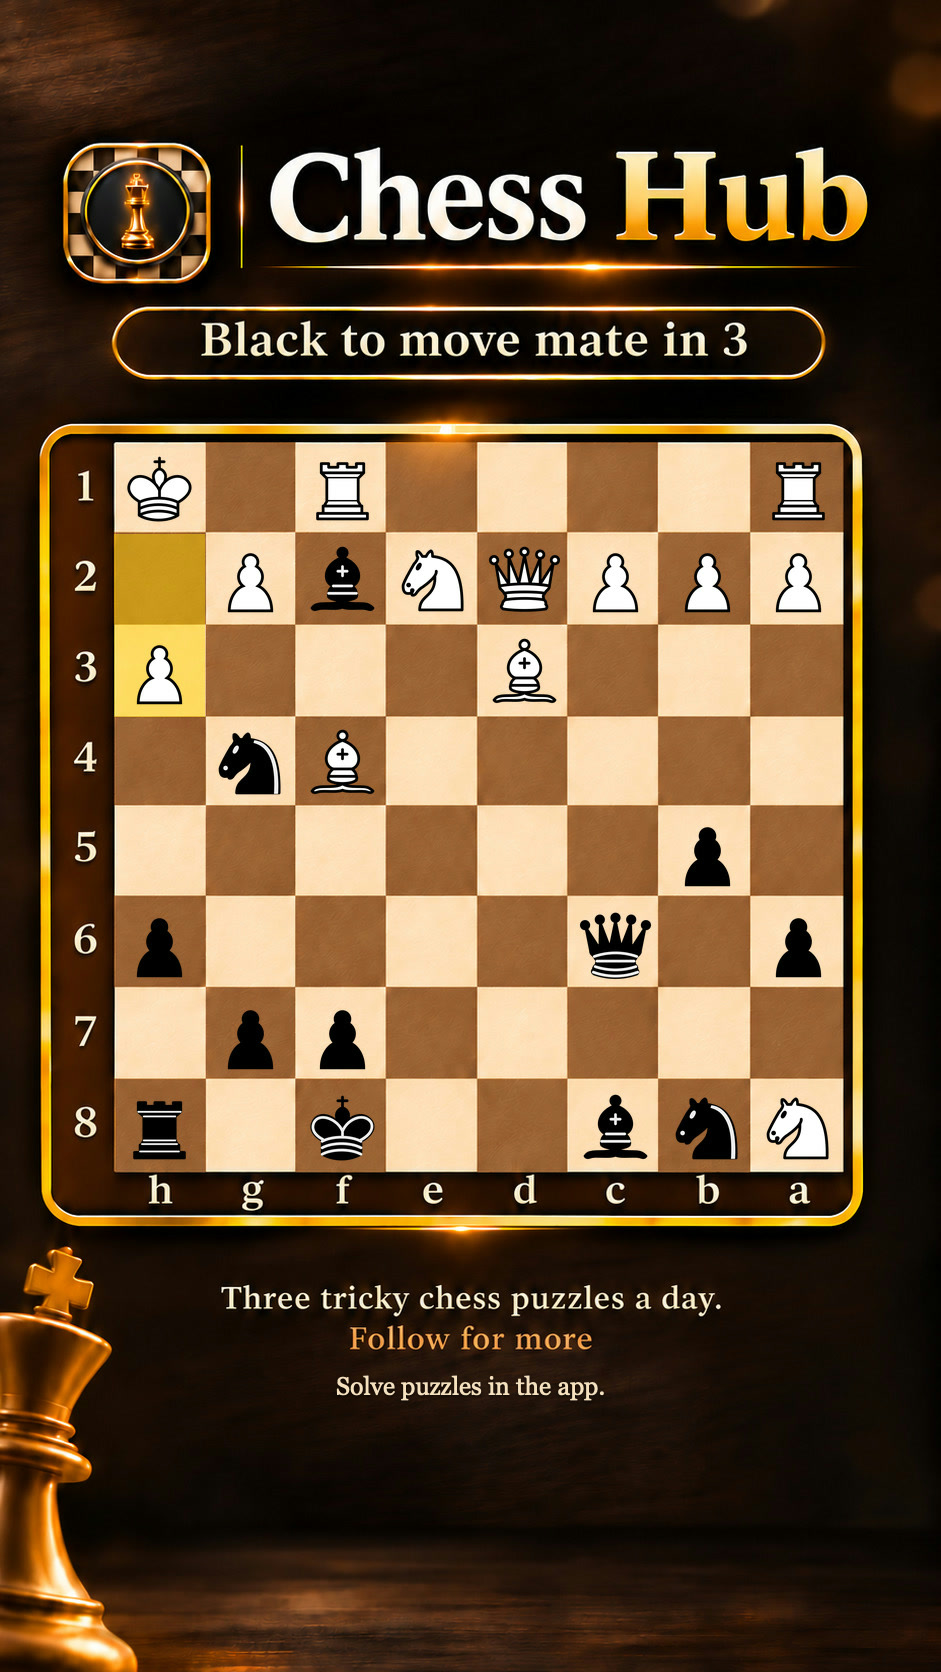 Chess Hub
Black to move mate in 3
1
2
3
4
5
6
7
8
h g f e d c b a
Three tricky chess puzzles a day.
Follow for more
Solve puzzles in the app.